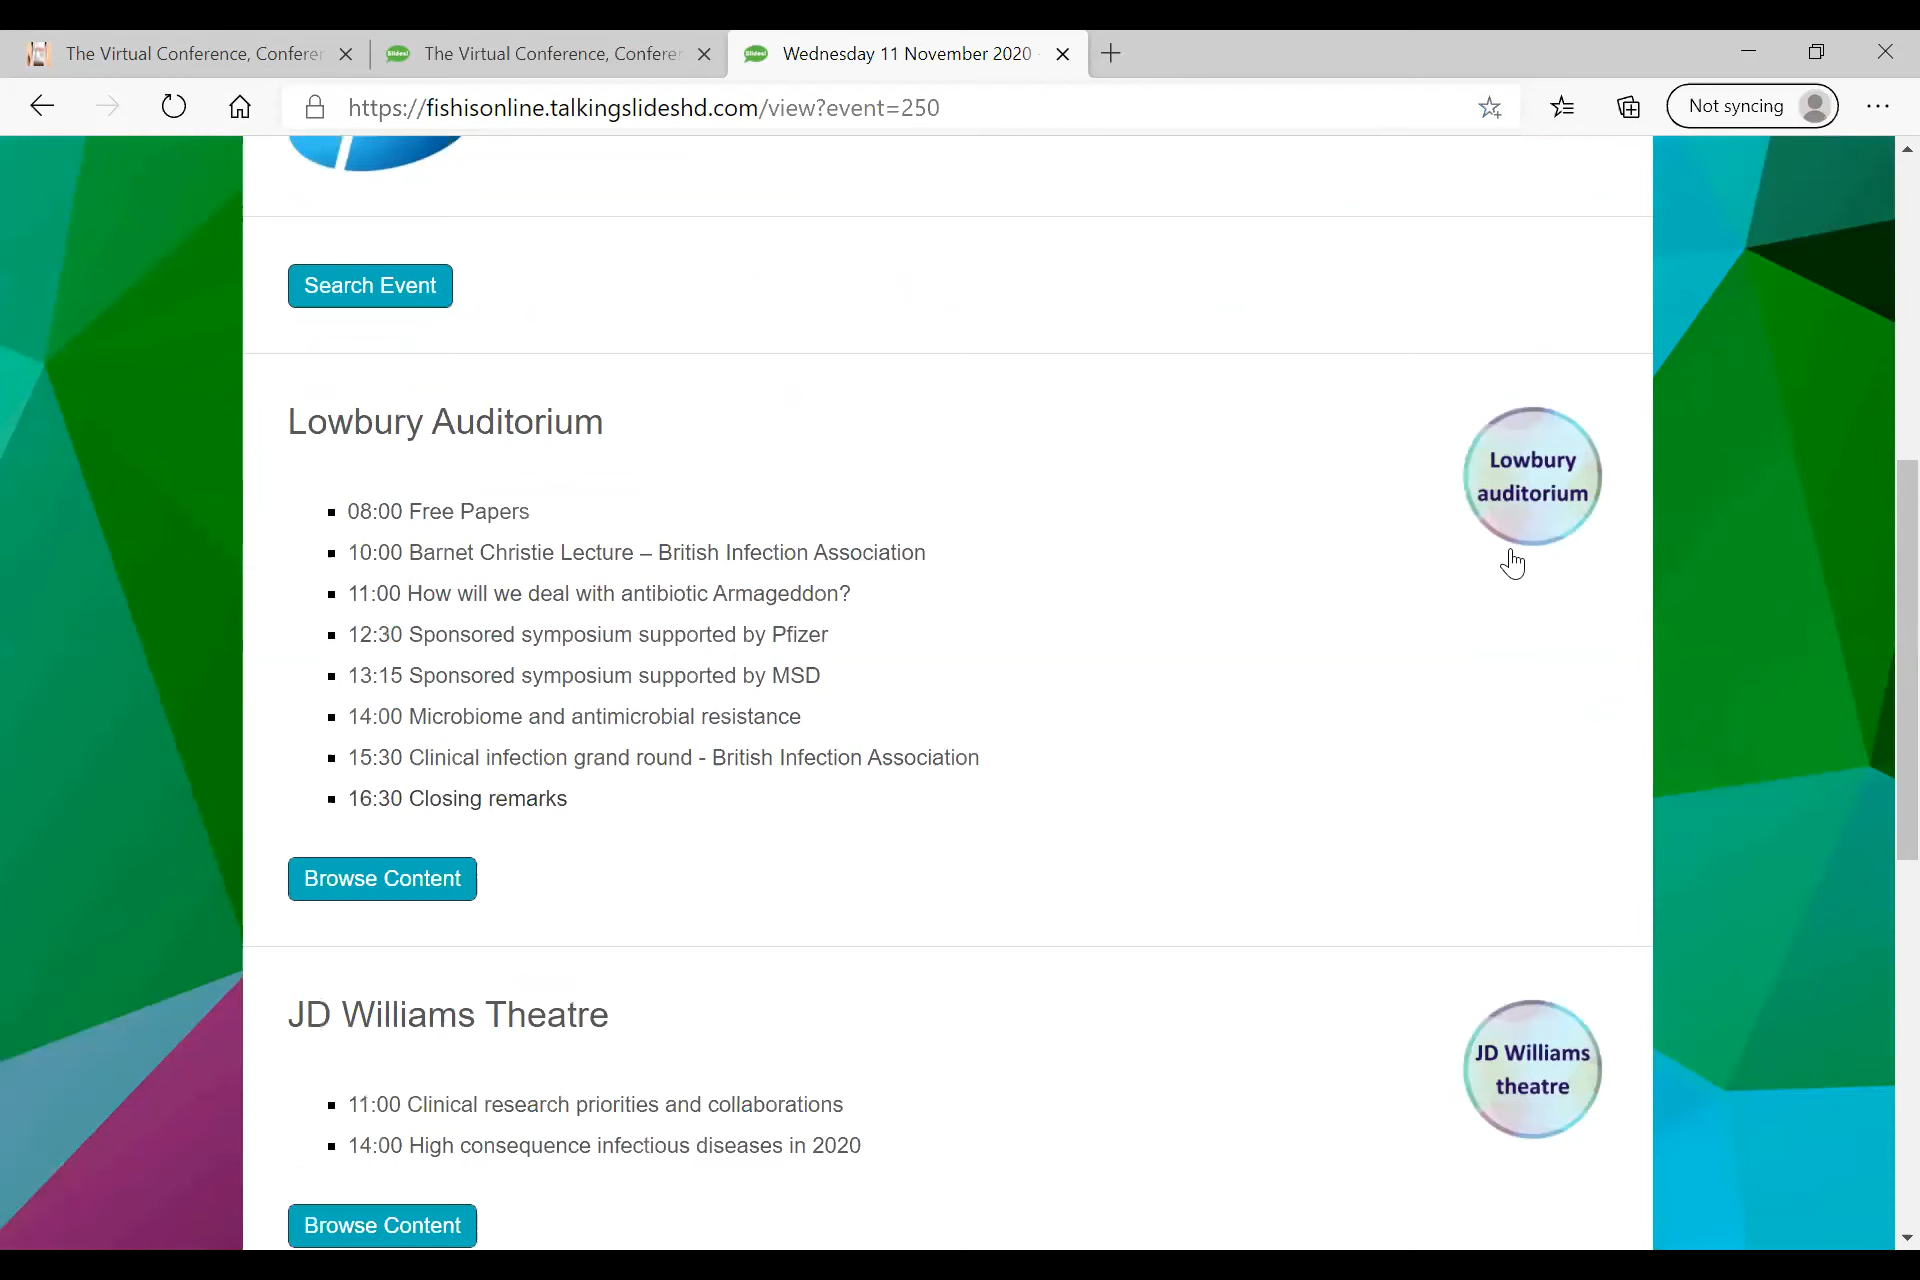 The Virtual Conference, Conferen
Slides!
The Virtual Conference, Conferen
Slides!
Wednesday 11 November 2020
https://fishisonline.talkingslideshd.com/view?event=250
Not syncing
Search Event
Lowbury Auditorium
Lowbury
auditorium
08:00 Free Papers
10:00 Barnet Christie Lecture – British Infection Association
11:00 How will we deal with antibiotic Armageddon?
12:30 Sponsored symposium supported by Pfizer
13:15 Sponsored symposium supported by MSD
14:00 Microbiome and antimicrobial resistance
15:30 Clinical infection grand round - British Infection Association
16:30 Closing remarks
Browse Content
JD Williams Theatre
JD Williams
theatre
11:00 Clinical research priorities and collaborations
14:00 High consequence infectious diseases in 2020
Browse Content